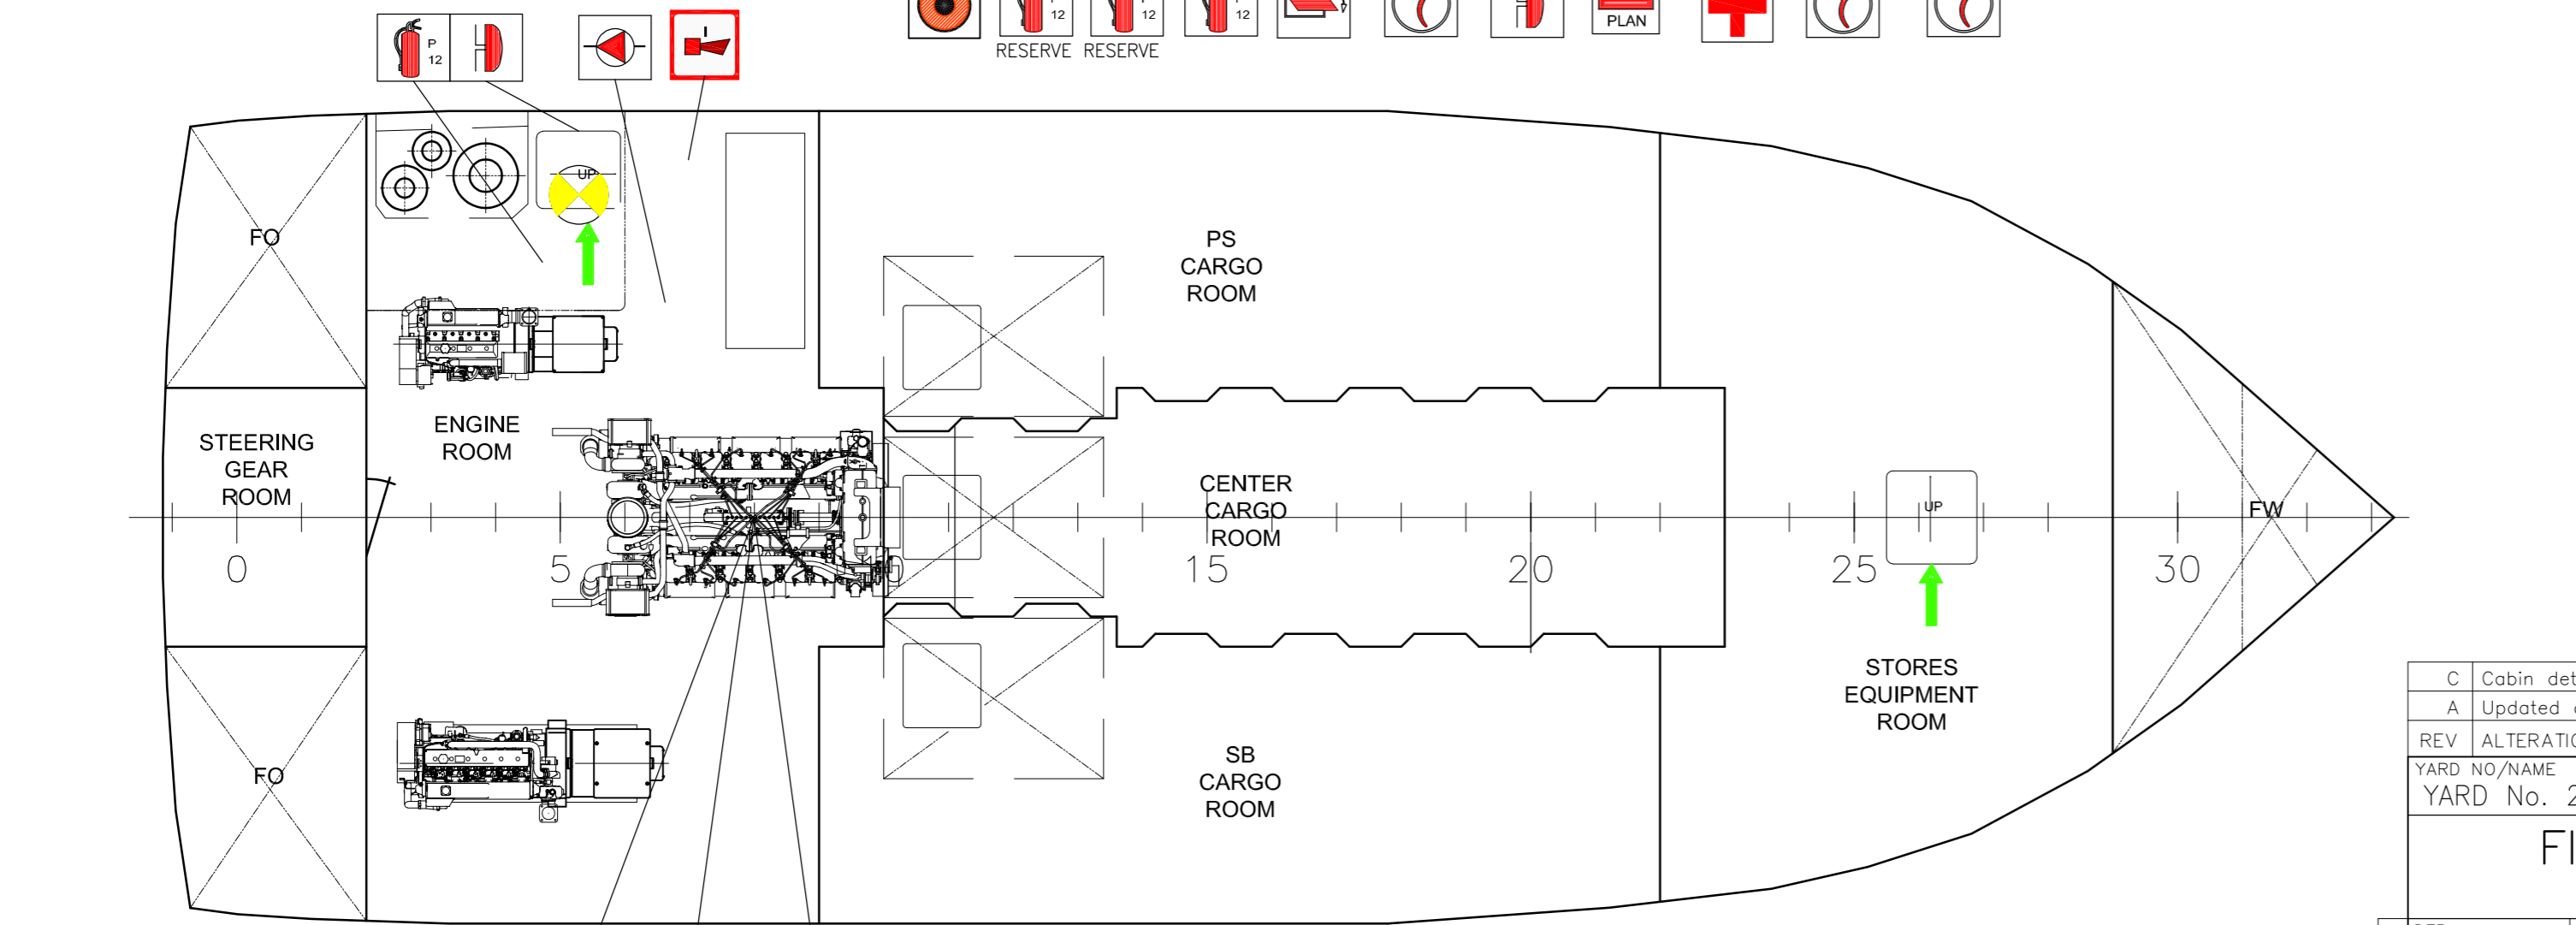 P
12
12
12
12
PLAN
RESERVE RESERVE
I
UP
FO
PS
CARGO
ROOM
ENGINE
ROOM
STEERING
GEAR
ROOM
CENTER
CARGO
ROOM
UP
FW
0 5 15 20 25 30
STORES
EQUIPMENT
ROOM
SB
CARGO
ROOM
FO
C Cabin det
A Updated
REV ALTERATIO
YARD NO/NAME
YARD No. 2
FI